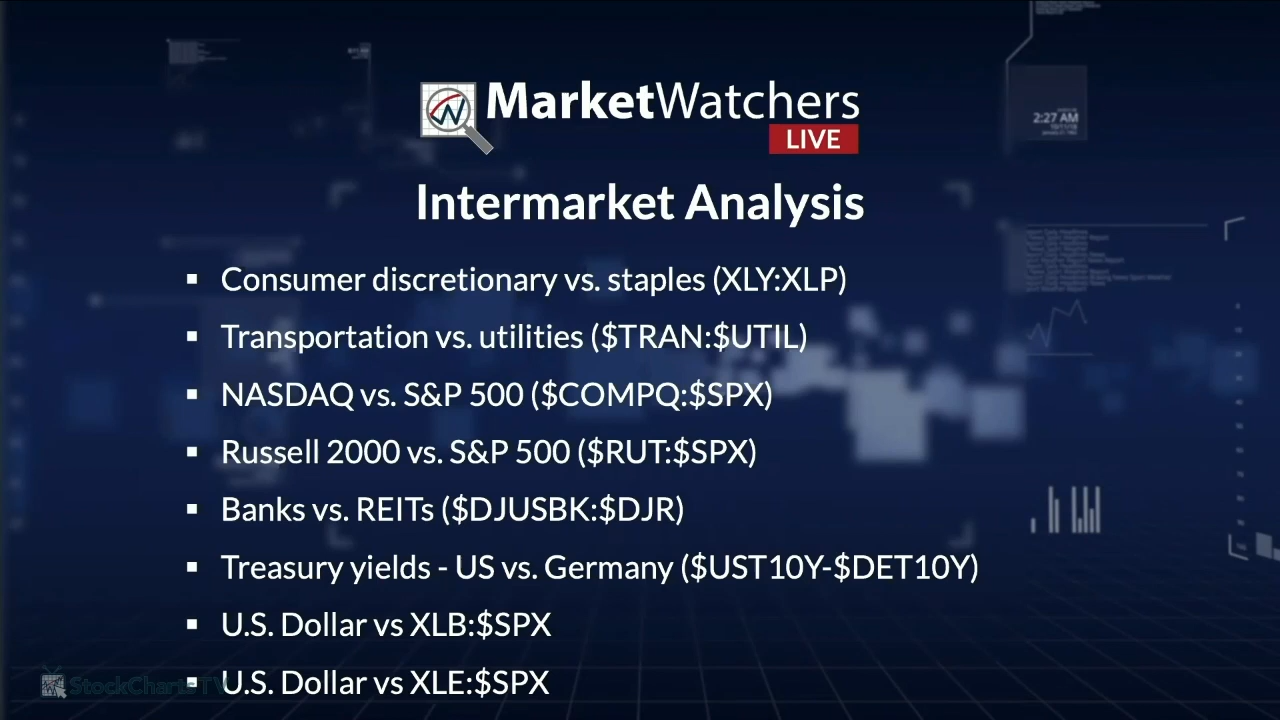 MarketWatchers
LIVE
2:27 AM
Intermarket Analysis
▪ Consumer discretionary vs. staples (XLY:XLP)
▪ Transportation vs. utilities ($TRAN:$UTIL)
▪ NASDAQ vs. S&P 500 ($COMPQ:$SPX)
▪ Russell 2000 vs. S&P 500 ($RUT:$SPX)
▪ Banks vs. REITs ($DJUSBK:$DJR)
▪ Treasury yields - US vs. Germany ($UST10Y-$DET10Y)
▪ U.S. Dollar vs XLB:$SPX
▪ U.S. Dollar vs XLE:$SPX
StockChartsTV